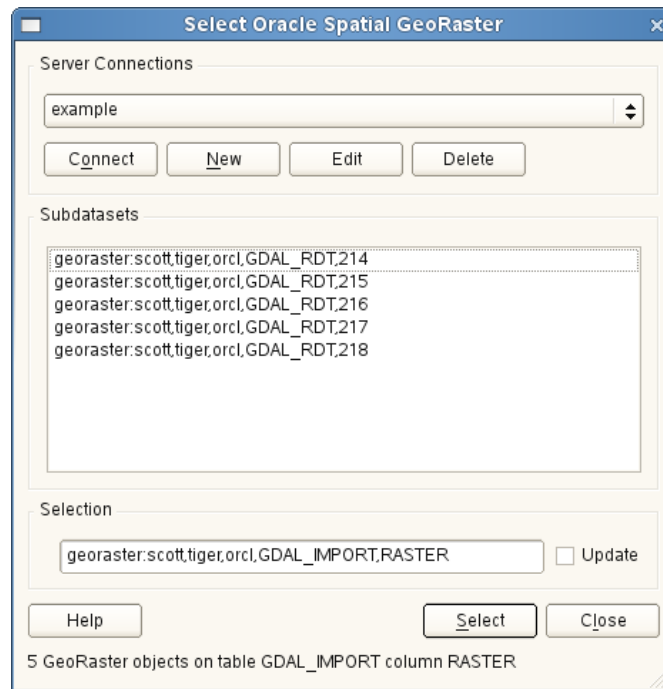 Select Oracle Spatial GeoRaster
Server Connections
example
Connect New Edit Delete
Subdatasets
georaster:scott,tiger,orcl,GDAL_RDT,214
georaster:scott,tiger,orcl,GDAL_RDT,215
georaster:scott,tiger,orcl,GDAL_RDT,216
georaster:scott,tiger,orcl,GDAL_RDT,217
georaster:scott,tiger,orcl,GDAL_RDT,218
Selection
georaster:scott,tiger,orcl,GDAL_IMPORT,RASTER Update
Help Select Close
5 GeoRaster objects on table GDAL_IMPORT column RASTER